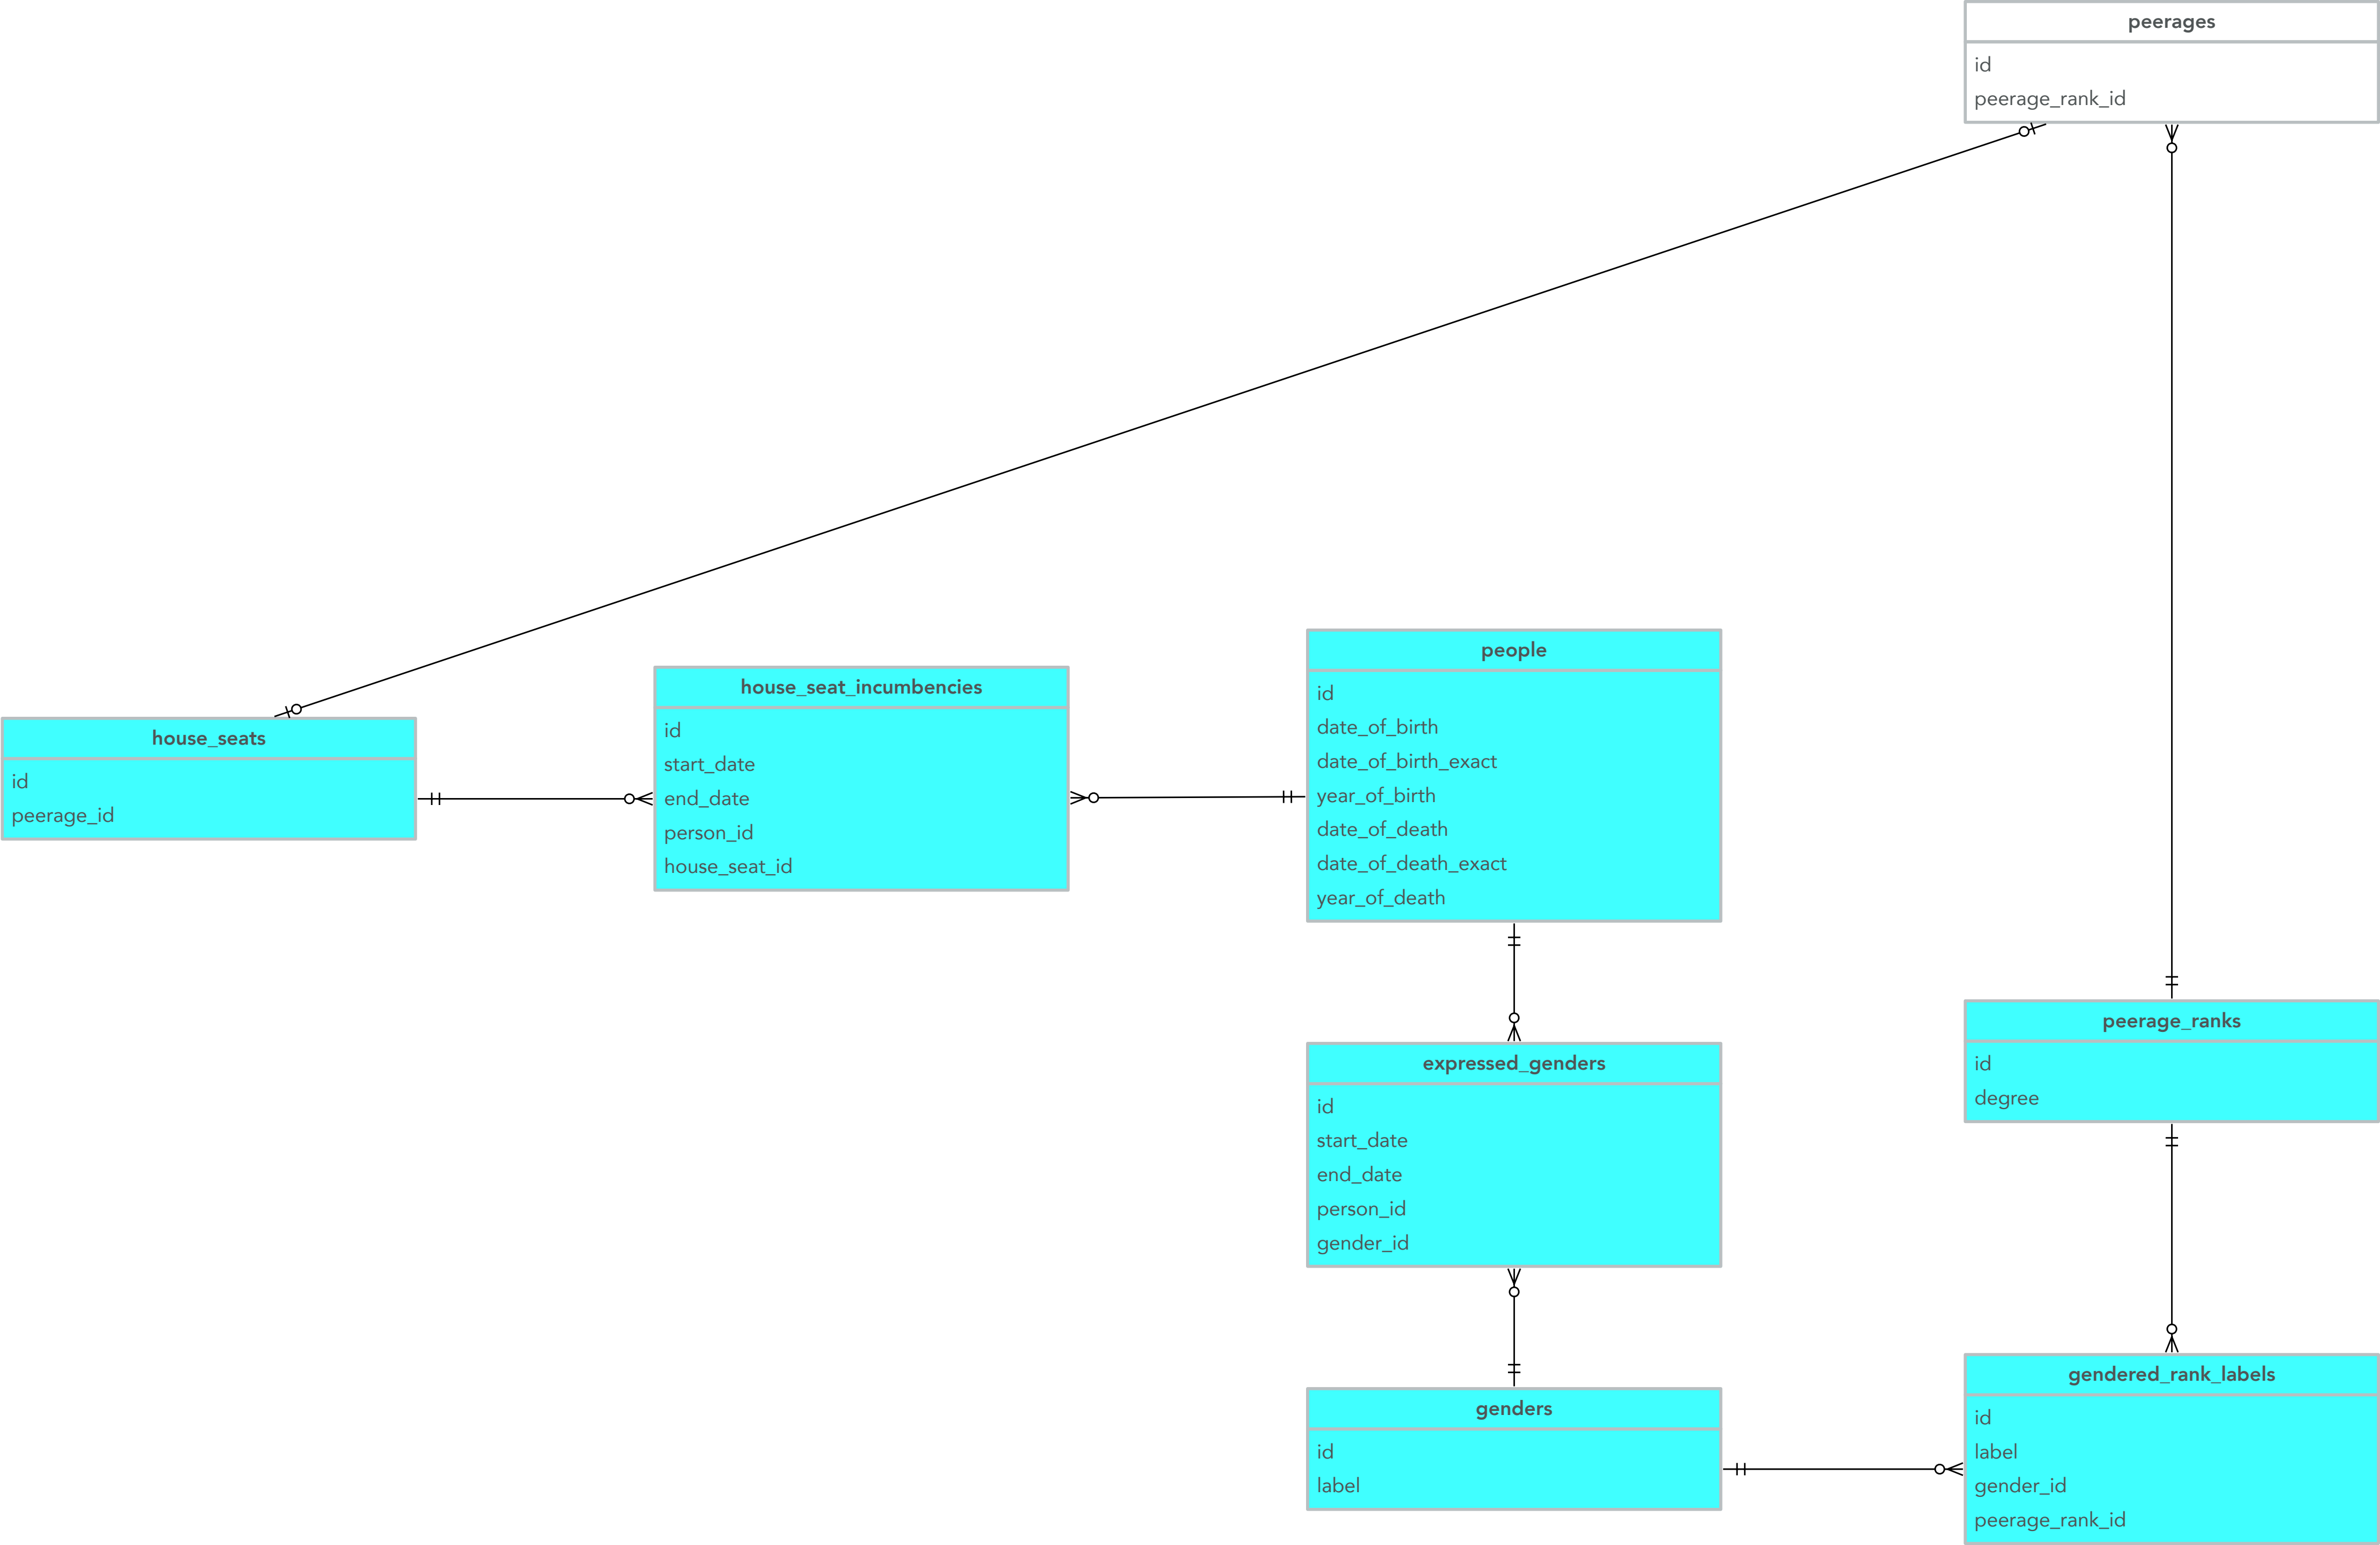 peerages
id
peerage_rank_id
people
id
date_of_birth
date_of_birth_exact
year_of_birth
date_of_death
date_of_death_exact
year_of_death
house_seat_incumbencies
id
start_date
end_date
person_id
house_seat_id
house_seats
id
peerage_id
peerage_ranks
id
degree
expressed_genders
id
start_date
end_date
person_id
gender_id
gendered_rank_labels
id
label
gender_id
peerage_rank_id
genders
id
label